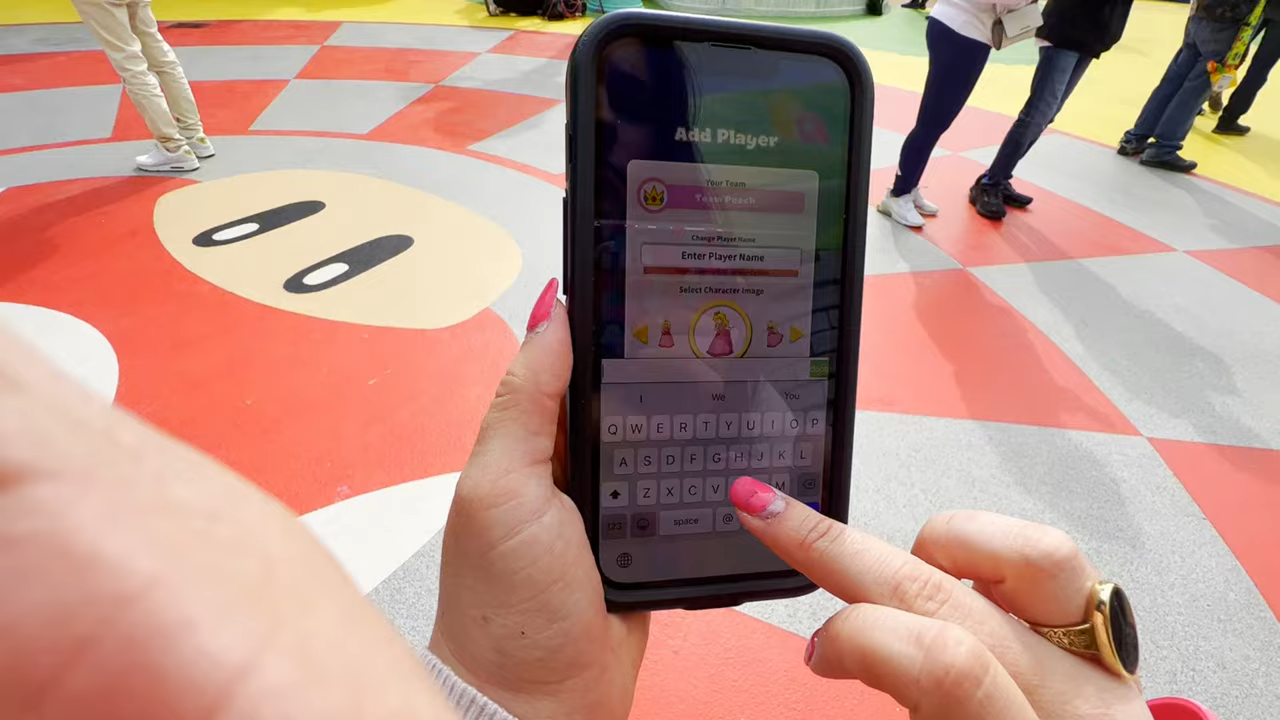 Add Player
Your Team
Team Peach
Change Player Name
Enter Player Name
Select Character Image
done
I We You
Q W E R T Y U I O P
A S D F G H J K L
Z X C V M
123 space @